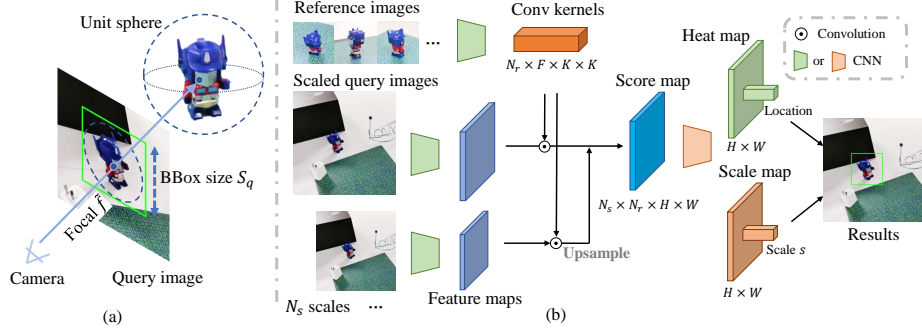 (a)
Unit sphere
BBox size S_q
Focal f̃
Camera
Query image
Reference images
...
Conv kernels
N_r × F × K × K
Scaled query images
N_s scales
...
Feature maps
Upsample
(b)
Score map
N_s × N_r × H × W
Heat map
Location
H × W
Scale map
Scale s
H × W
Convolution
or CNN
Results